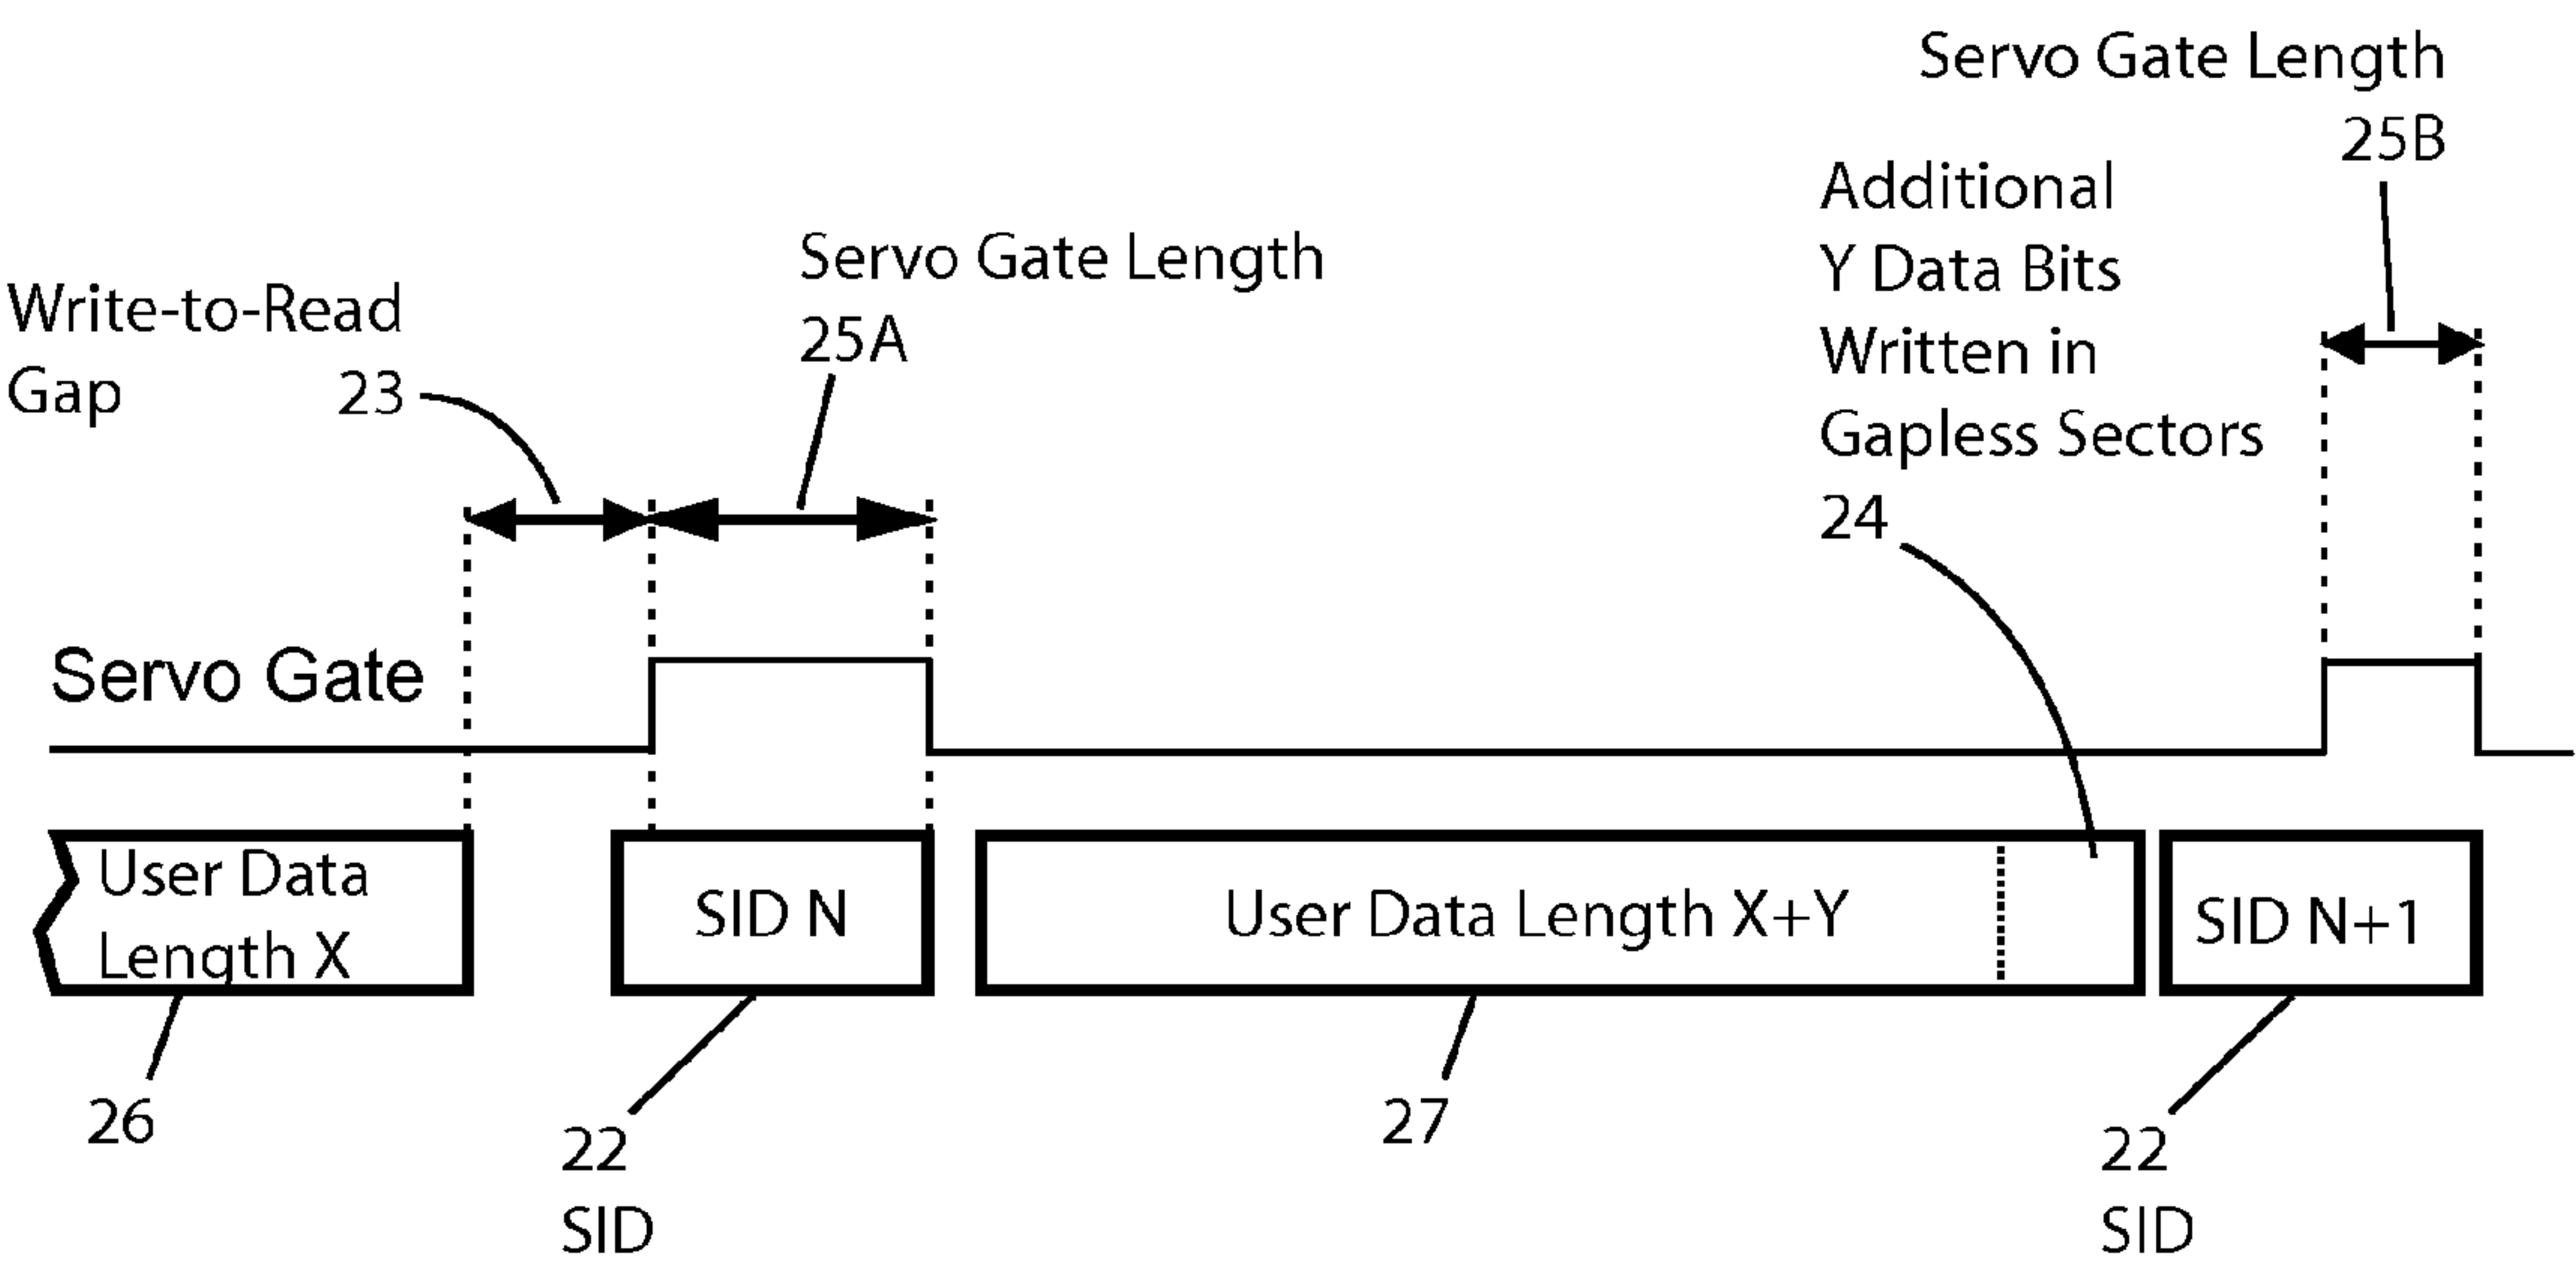 Servo Gate Length
25B
Additional
Y Data Bits
Written in
Gapless Sectors
24
Servo Gate Length
25A
Write-to-Read
Gap 23
Servo Gate
User Data
Length X
SID N
User Data Length X+Y
SID N+1
26
22
SID
27
22
SID